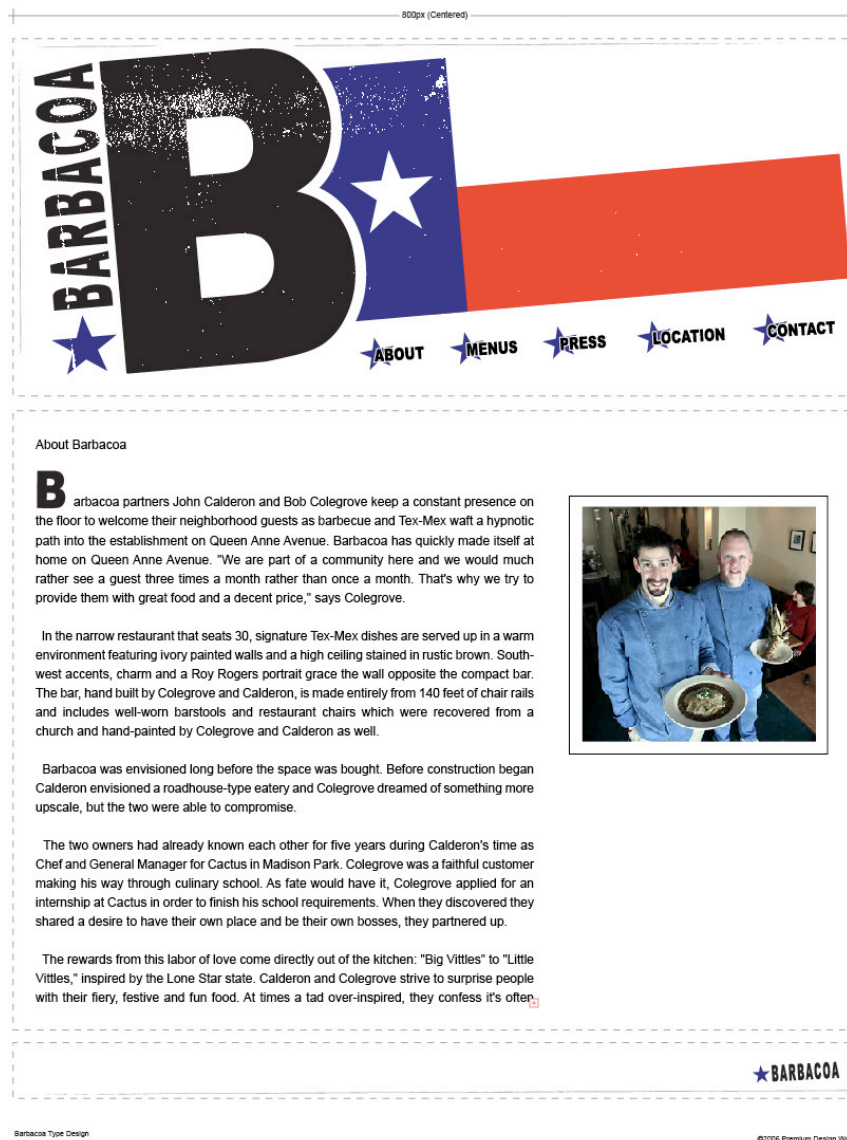 800px (Centered)
BARBACOA
B
ABOUT
MENUS
PRESS
LOCATION
CONTACT
About Barbacoa
Barbacoa partners John Calderon and Bob Colegrove keep a constant presence on
the floor to welcome their neighborhood guests as barbecue and Tex-Mex waft a hypnotic
path into the establishment on Queen Anne Avenue. Barbacoa has quickly made itself at
home on Queen Anne Avenue. "We are part of a community here and we would much
rather see a guest three times a month rather than once a month. That's why we try to
provide them with great food and a decent price," says Colegrove.
In the narrow restaurant that seats 30, signature Tex-Mex dishes are served up in a warm
environment featuring ivory painted walls and a high ceiling stained in rustic brown. South-
west accents, charm and a Roy Rogers portrait grace the wall opposite the compact bar.
The bar, hand built by Colegrove and Calderon, is made entirely from 140 feet of chair rails
and includes well-worn barstools and restaurant chairs which were recovered from a
church and hand-painted by Colegrove and Calderon as well.
Barbacoa was envisioned long before the space was bought. Before construction began
Calderon envisioned a roadhouse-type eatery and Colegrove dreamed of something more
upscale, but the two were able to compromise.
The two owners had already known each other for five years during Calderon's time as
Chef and General Manager for Cactus in Madison Park. Colegrove was a faithful customer
making his way through culinary school. As fate would have it, Colegrove applied for an
internship at Cactus in order to finish his school requirements. When they discovered they
shared a desire to have their own place and be their own bosses, they partnered up.
The rewards from this labor of love come directly out of the kitchen: "Big Vittles" to "Little
Vittles," inspired by the Lone Star state. Calderon and Colegrove strive to surprise people
with their fiery, festive and fun food. At times a tad over-inspired, they confess it's often
BARBACOA
Barbacoa Type Design
©2006 Premium Design